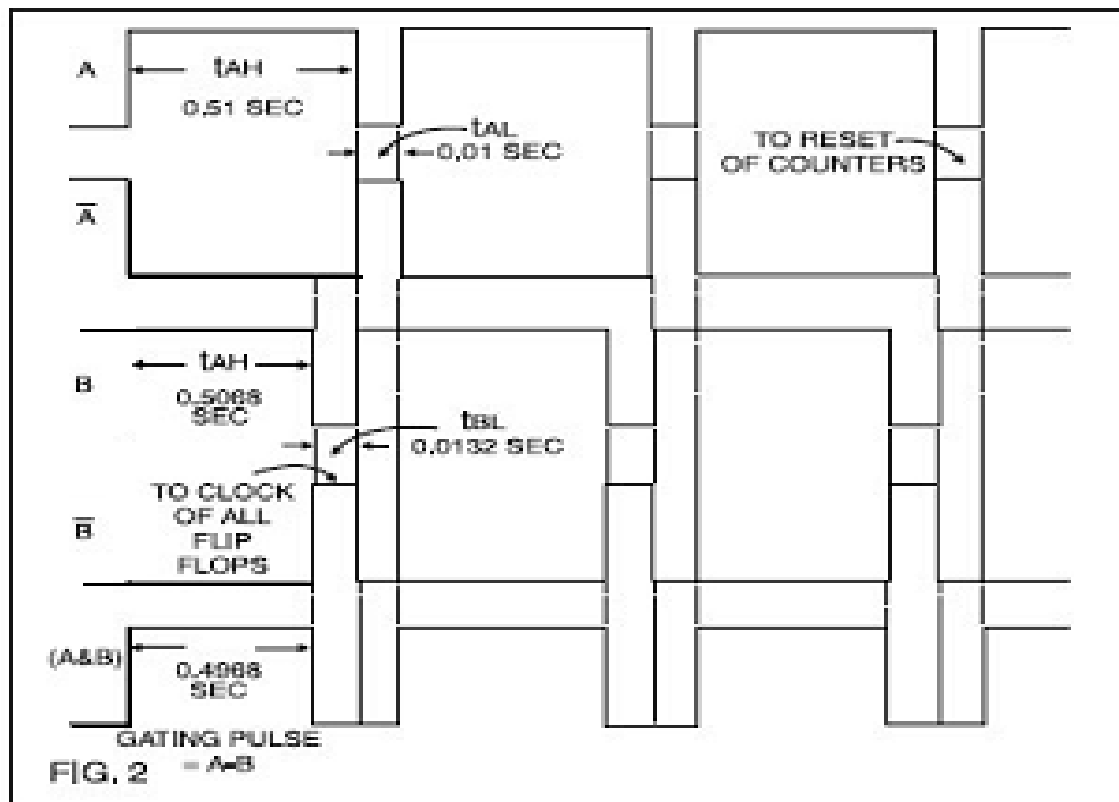 A
tAH
0.51 SEC
tAL
0.01 SEC
TO RESET
OF COUNTERS
A̅
B
tAH
0.5068
SEC
tBL
0.0132 SEC
TO CLOCK
OF ALL
FLIP
FLOPS
B̅
(A&B)
0.4968
SEC
GATING PULSE
= A•B
FIG. 2